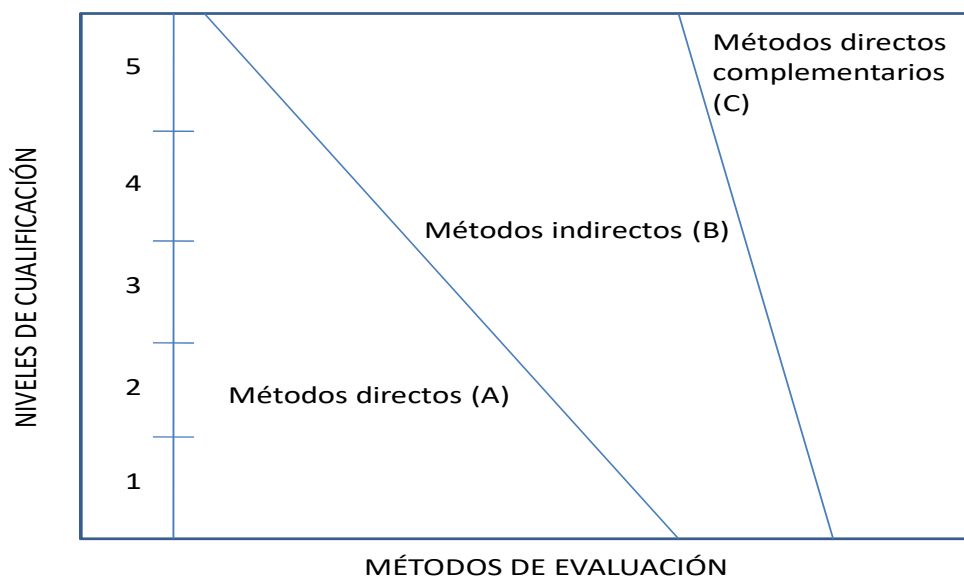 Métodos directos
complementarios
(C)
5
4
Métodos indirectos (B)
3
2
Métodos directos (A)
1
NIVELES DE CUALIFICACIÓN
MÉTODOS DE EVALUACIÓN